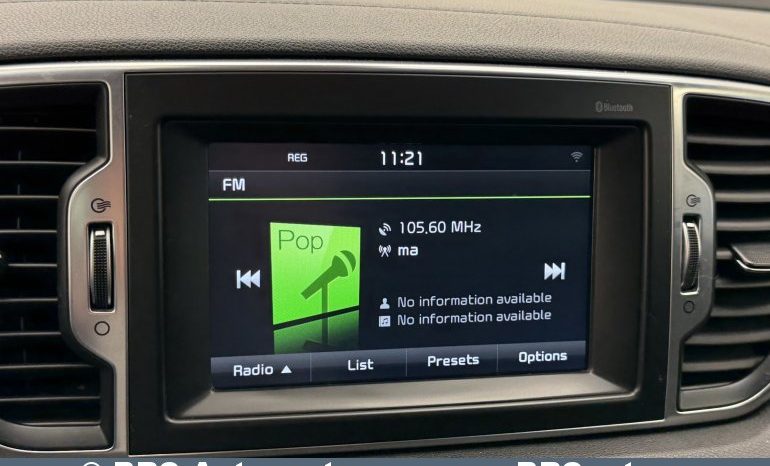 Bluetooth
REG 11:21
FM
Pop
105.60 MHz
ma
No information available
No information available
Radio ▲ List Presets Options